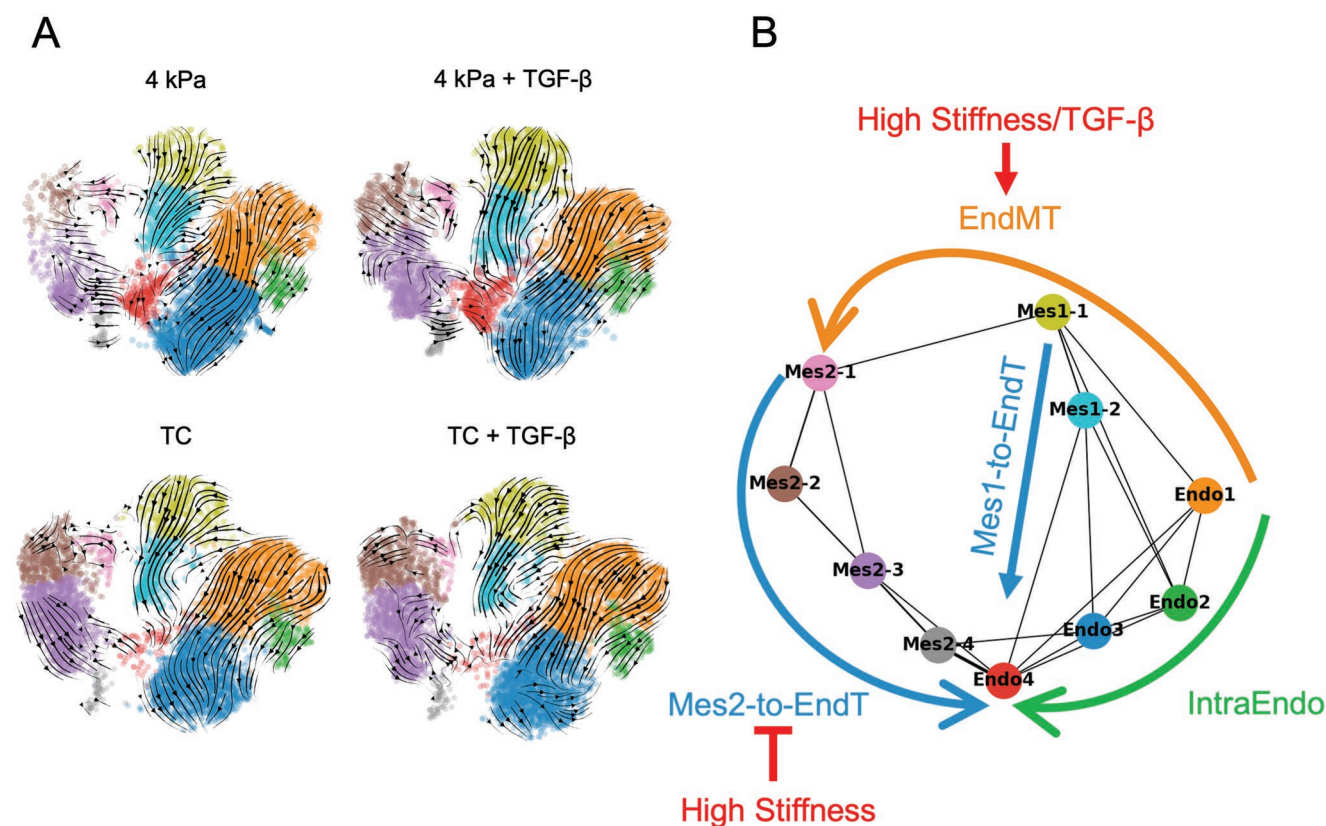 A
4 kPa
4 kPa + TGF-β
TC
TC + TGF-β
B
High Stiffness/TGF-β
EndMT
Mes1-1
Mes2-1
Mes1-2
Mes1-to-EndT
Mes2-2
Endo1
Mes2-3
Endo2
Endo3
Mes2-4
Endo4
Mes2-to-EndT
IntraEndo
High Stiffness